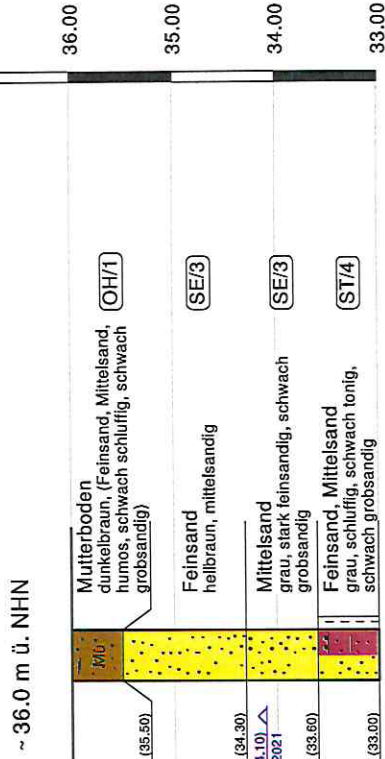 ~ 36.0 m ü. NHN
36.00
Mutterboden
dunkelbraun, (Feinsand, Mittelsand,
humos, schwach schluffig, schwach
grobsandig)
OH/1
Mu
(35.50)
35.00
Feinsand
hellbraun, mittelsandig
SE/3
(34.30)
34.00
Mittelsand
grau, stark feinsandig, schwach
grobsandig
SE/3
.10)
2021
(33.60)
Feinsand, Mittelsand
grau, schluffig, schwach tonig,
schwach grobsandig
ST/4
(33.00)
33.00